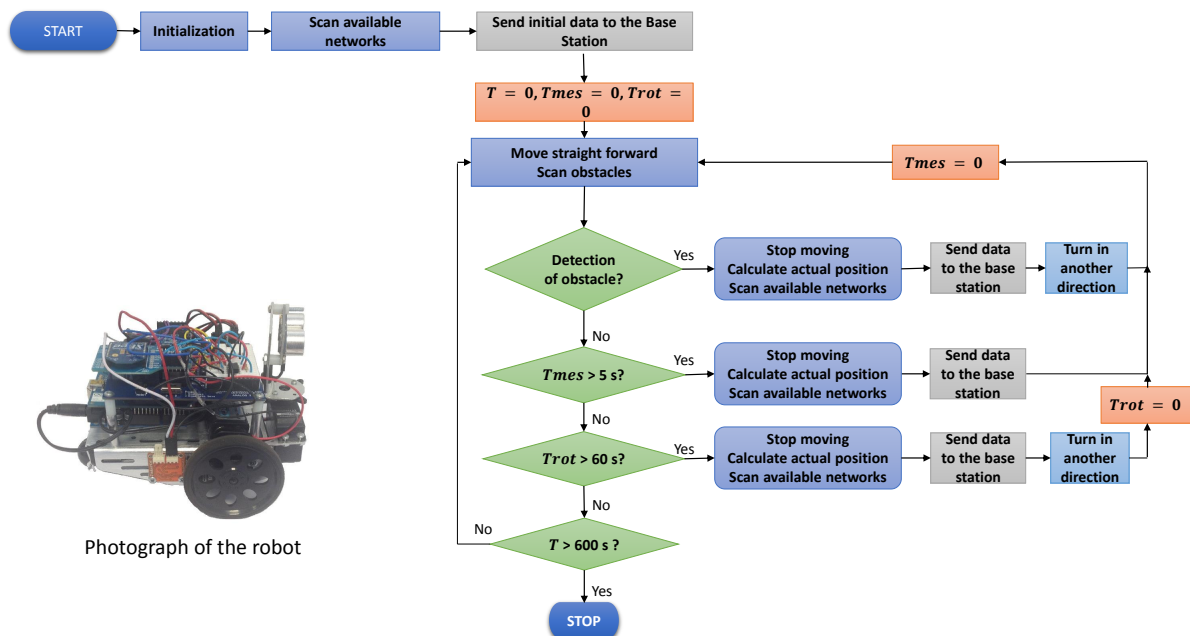 START
Initialization
Scan available
networks
Send initial data to the Base
Station
T = 0, Tmes = 0, Trot =
0
Move straight forward
Scan obstacles
Tmes = 0
Detection
of obstacle?
Yes
Stop moving
Calculate actual position
Scan available networks
Send data
to the base
station
Turn in
another
direction
No
Tmes > 5 s?
Yes
Stop moving
Calculate actual position
Scan available networks
Send data
to the base
station
Trot = 0
No
Trot > 60 s?
Yes
Stop moving
Calculate actual position
Scan available networks
Send data
to the base
station
Turn in
another
direction
No
T > 600 s ?
No
Yes
STOP
Photograph of the robot